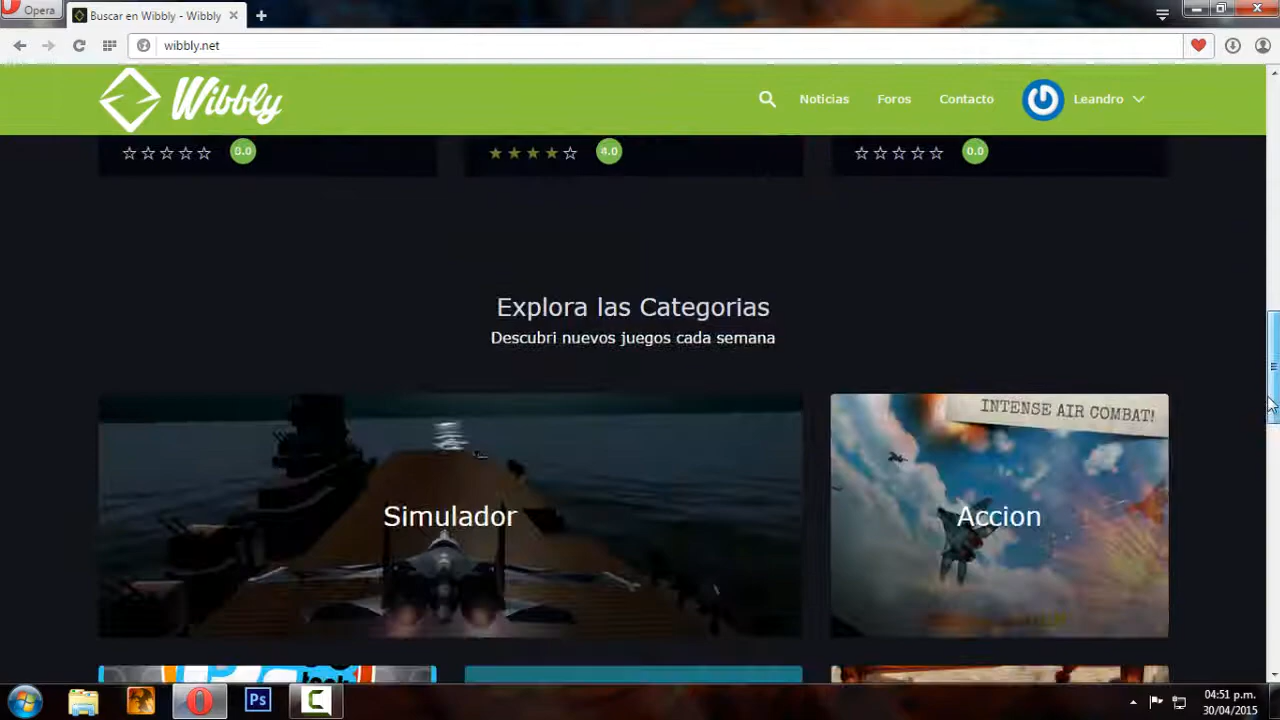 Opera
Buscar en Wibbly - Wibbly
wibbly.net
Wibbly
Noticias
Foros
Contacto
Leandro
0.0
4.0
0.0
Explora las Categorias
Descubri nuevos juegos cada semana
INTENSE AIR COMBAT!
Simulador
Accion
Ps
04:51 p.m.
30/04/2015